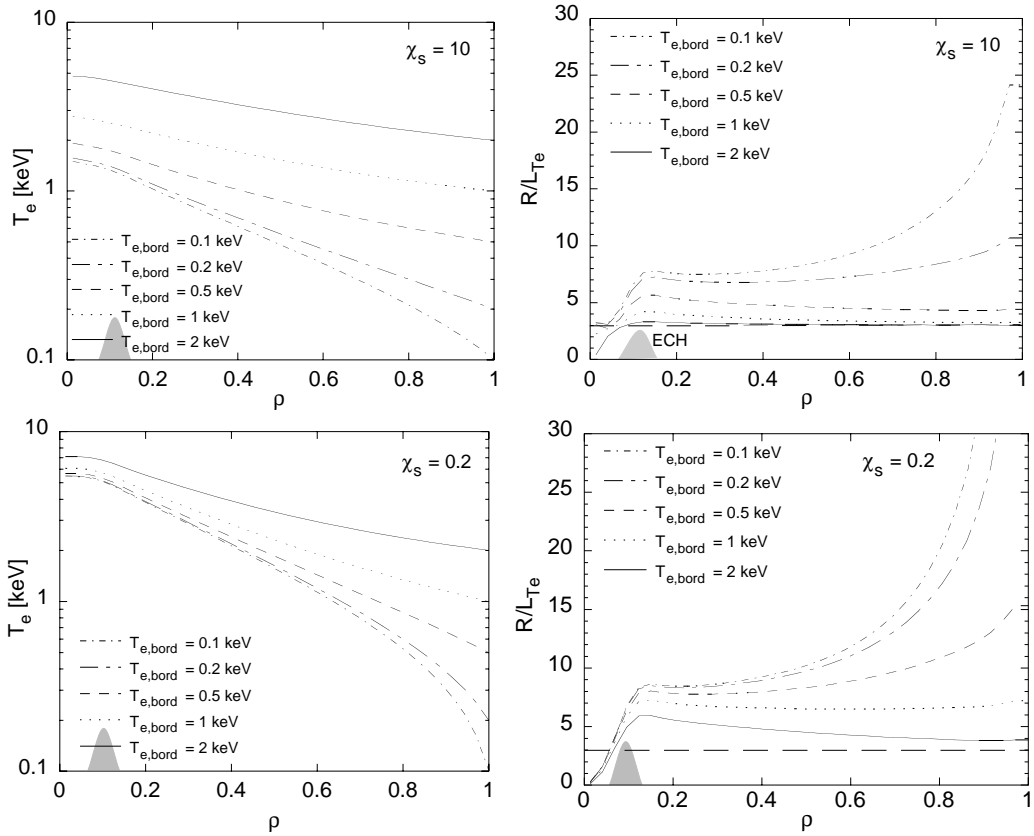 10
1
0.1
T_e [keV]
χ_s = 10
T_e,bord = 0.1 keV
T_e,bord = 0.2 keV
T_e,bord = 0.5 keV
T_e,bord = 1 keV
T_e,bord = 2 keV
0 0.2 0.4 0.6 0.8 1
ρ
30
25
20
15
10
5
0
R/L_Te
T_e,bord = 0.1 keV
T_e,bord = 0.2 keV
T_e,bord = 0.5 keV
T_e,bord = 1 keV
T_e,bord = 2 keV
χ_s = 10
ECH
0 0.2 0.4 0.6 0.8 1
ρ
10
1
0.1
T_e [keV]
χ_s = 0.2
T_e,bord = 0.1 keV
T_e,bord = 0.2 keV
T_e,bord = 0.5 keV
T_e,bord = 1 keV
T_e,bord = 2 keV
0 0.2 0.4 0.6 0.8 1
ρ
30
25
20
15
10
5
0
R/L_Te
T_e,bord = 0.1 keV
T_e,bord = 0.2 keV
T_e,bord = 0.5 keV
T_e,bord = 1 keV
T_e,bord = 2 keV
χ_s = 0.2
0 0.2 0.4 0.6 0.8 1
ρ